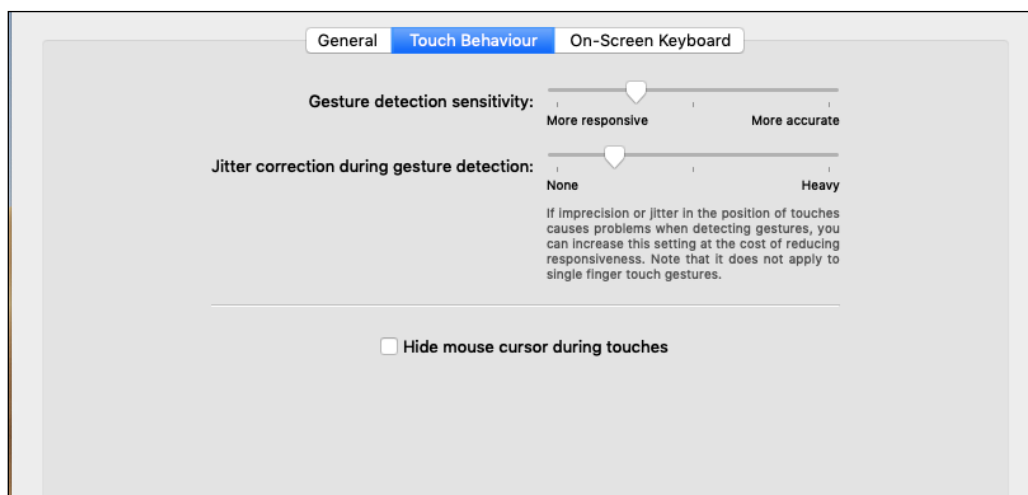 General Touch Behaviour On-Screen Keyboard
Gesture detection sensitivity:
More responsive More accurate
Jitter correction during gesture detection:
None Heavy
If imprecision or jitter in the position of touches
causes problems when detecting gestures, you
can increase this setting at the cost of reducing
responsiveness. Note that it does not apply to
single finger touch gestures.
Hide mouse cursor during touches